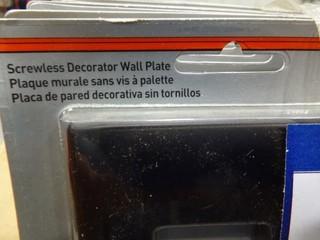 Screwless Decorator Wall Plate
Plaque murale sans vis à palette
Placa de pared decorativa sin tornillos